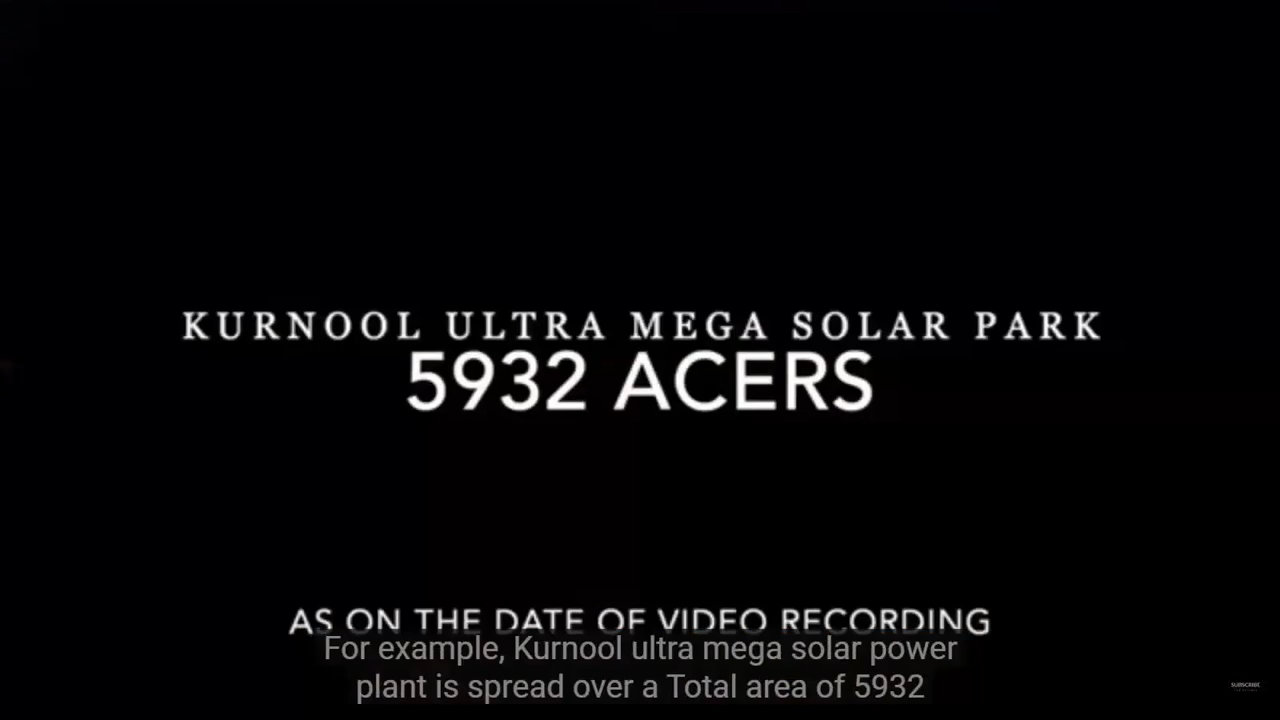 KURNOOL ULTRA MEGA SOLAR PARK
5932 ACERS
AS ON THE DATE OF VIDEO RECORDING
For example, Kurnool ultra mega solar power
plant is spread over a Total area of 5932
SUBSCRIBE